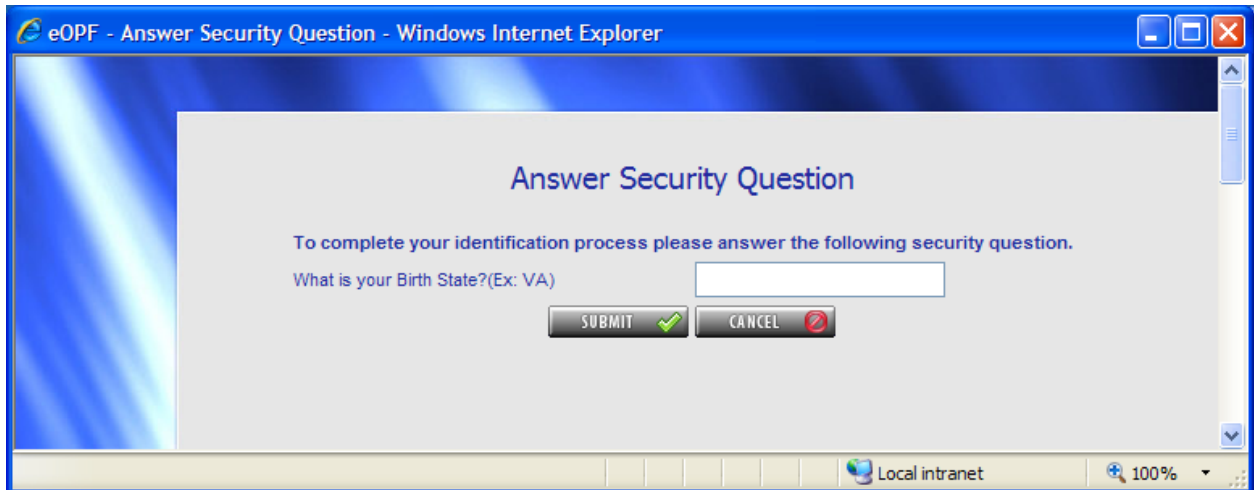 eOPF - Answer Security Question - Windows Internet Explorer
Answer Security Question
To complete your identification process please answer the following security question.
What is your Birth State?(Ex: VA)
SUBMIT CANCEL
Local intranet 100%